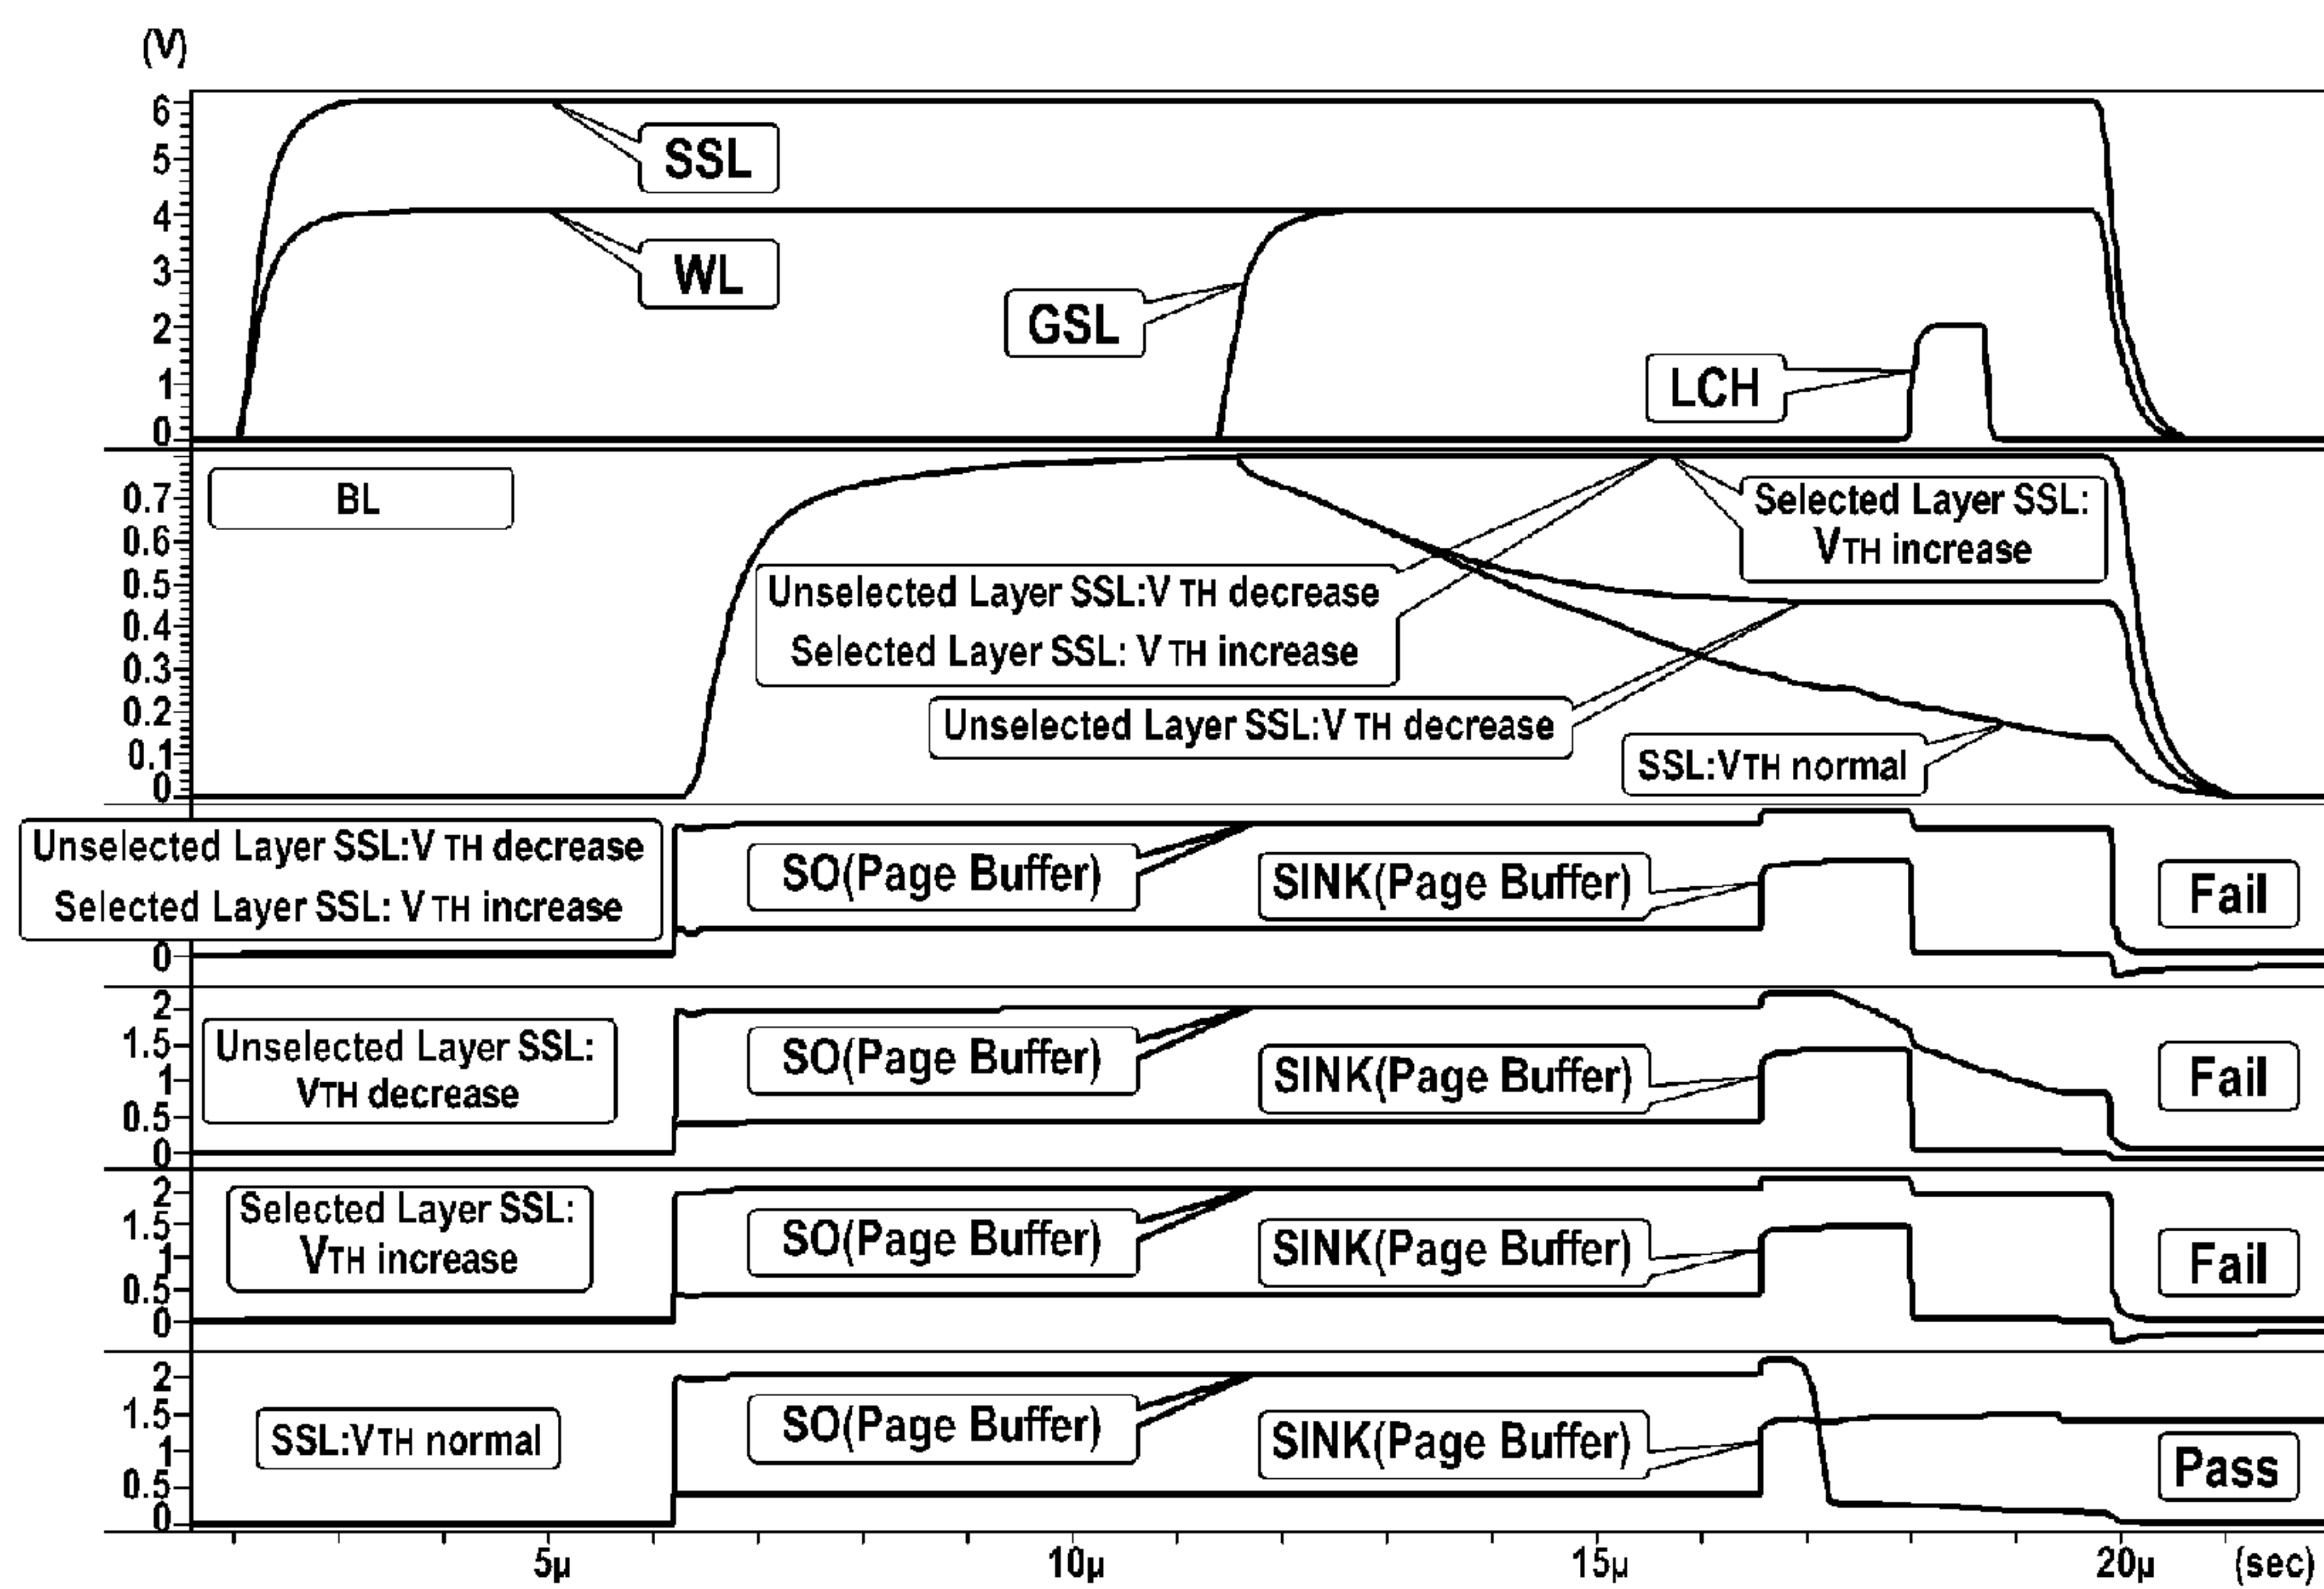 (V)
6
SSL
5
4
WL
3
GSL
2
LCH
1
0
BL
0.7
Selected Layer SSL:
VTH increase
0.6
Unselected Layer SSL:VTH decrease
0.5
Selected Layer SSL: VTH increase
0.4
0.3
Unselected Layer SSL:VTH decrease
0.2
SSL:VTH normal
0.1
0
Unselected Layer SSL:VTH decrease
Selected Layer SSL: VTH increase
SO(Page Buffer)
SINK(Page Buffer)
Fail
0
2
Unselected Layer SSL:
VTH decrease
1.5
1
0.5
0
SO(Page Buffer)
SINK(Page Buffer)
Fail
2
Selected Layer SSL:
VTH increase
1.5
1
0.5
0
SO(Page Buffer)
SINK(Page Buffer)
Fail
2
1.5
SSL:VTH normal
1
0.5
0
SO(Page Buffer)
SINK(Page Buffer)
Pass
5μ 10μ 15μ 20μ (sec)